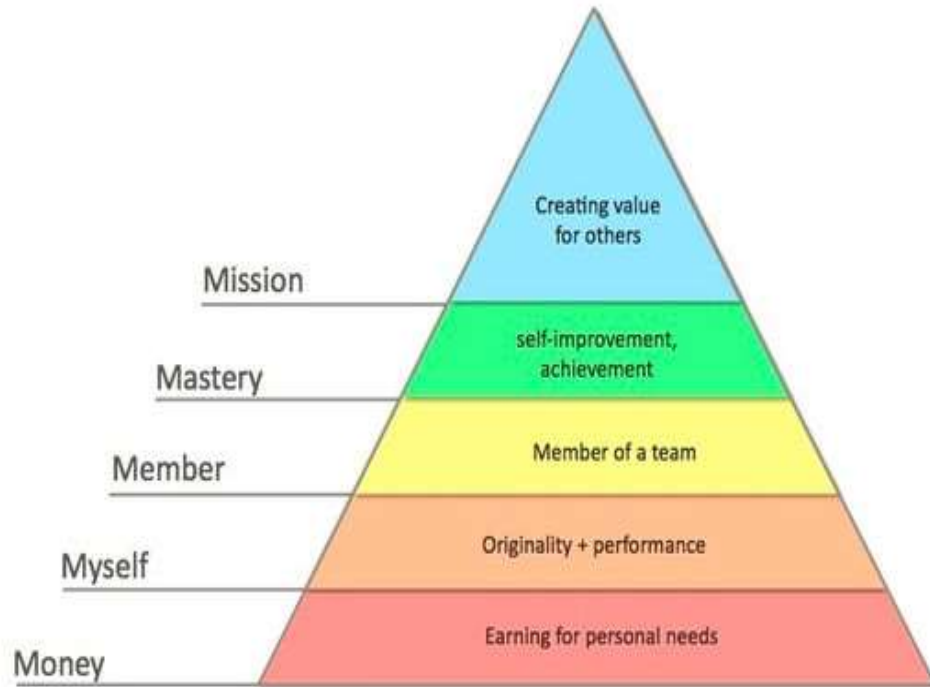 Creating value
for others
Mission
self-improvement,
achievement
Mastery
Member of a team
Member
Originality + performance
Myself
Earning for personal needs
Money